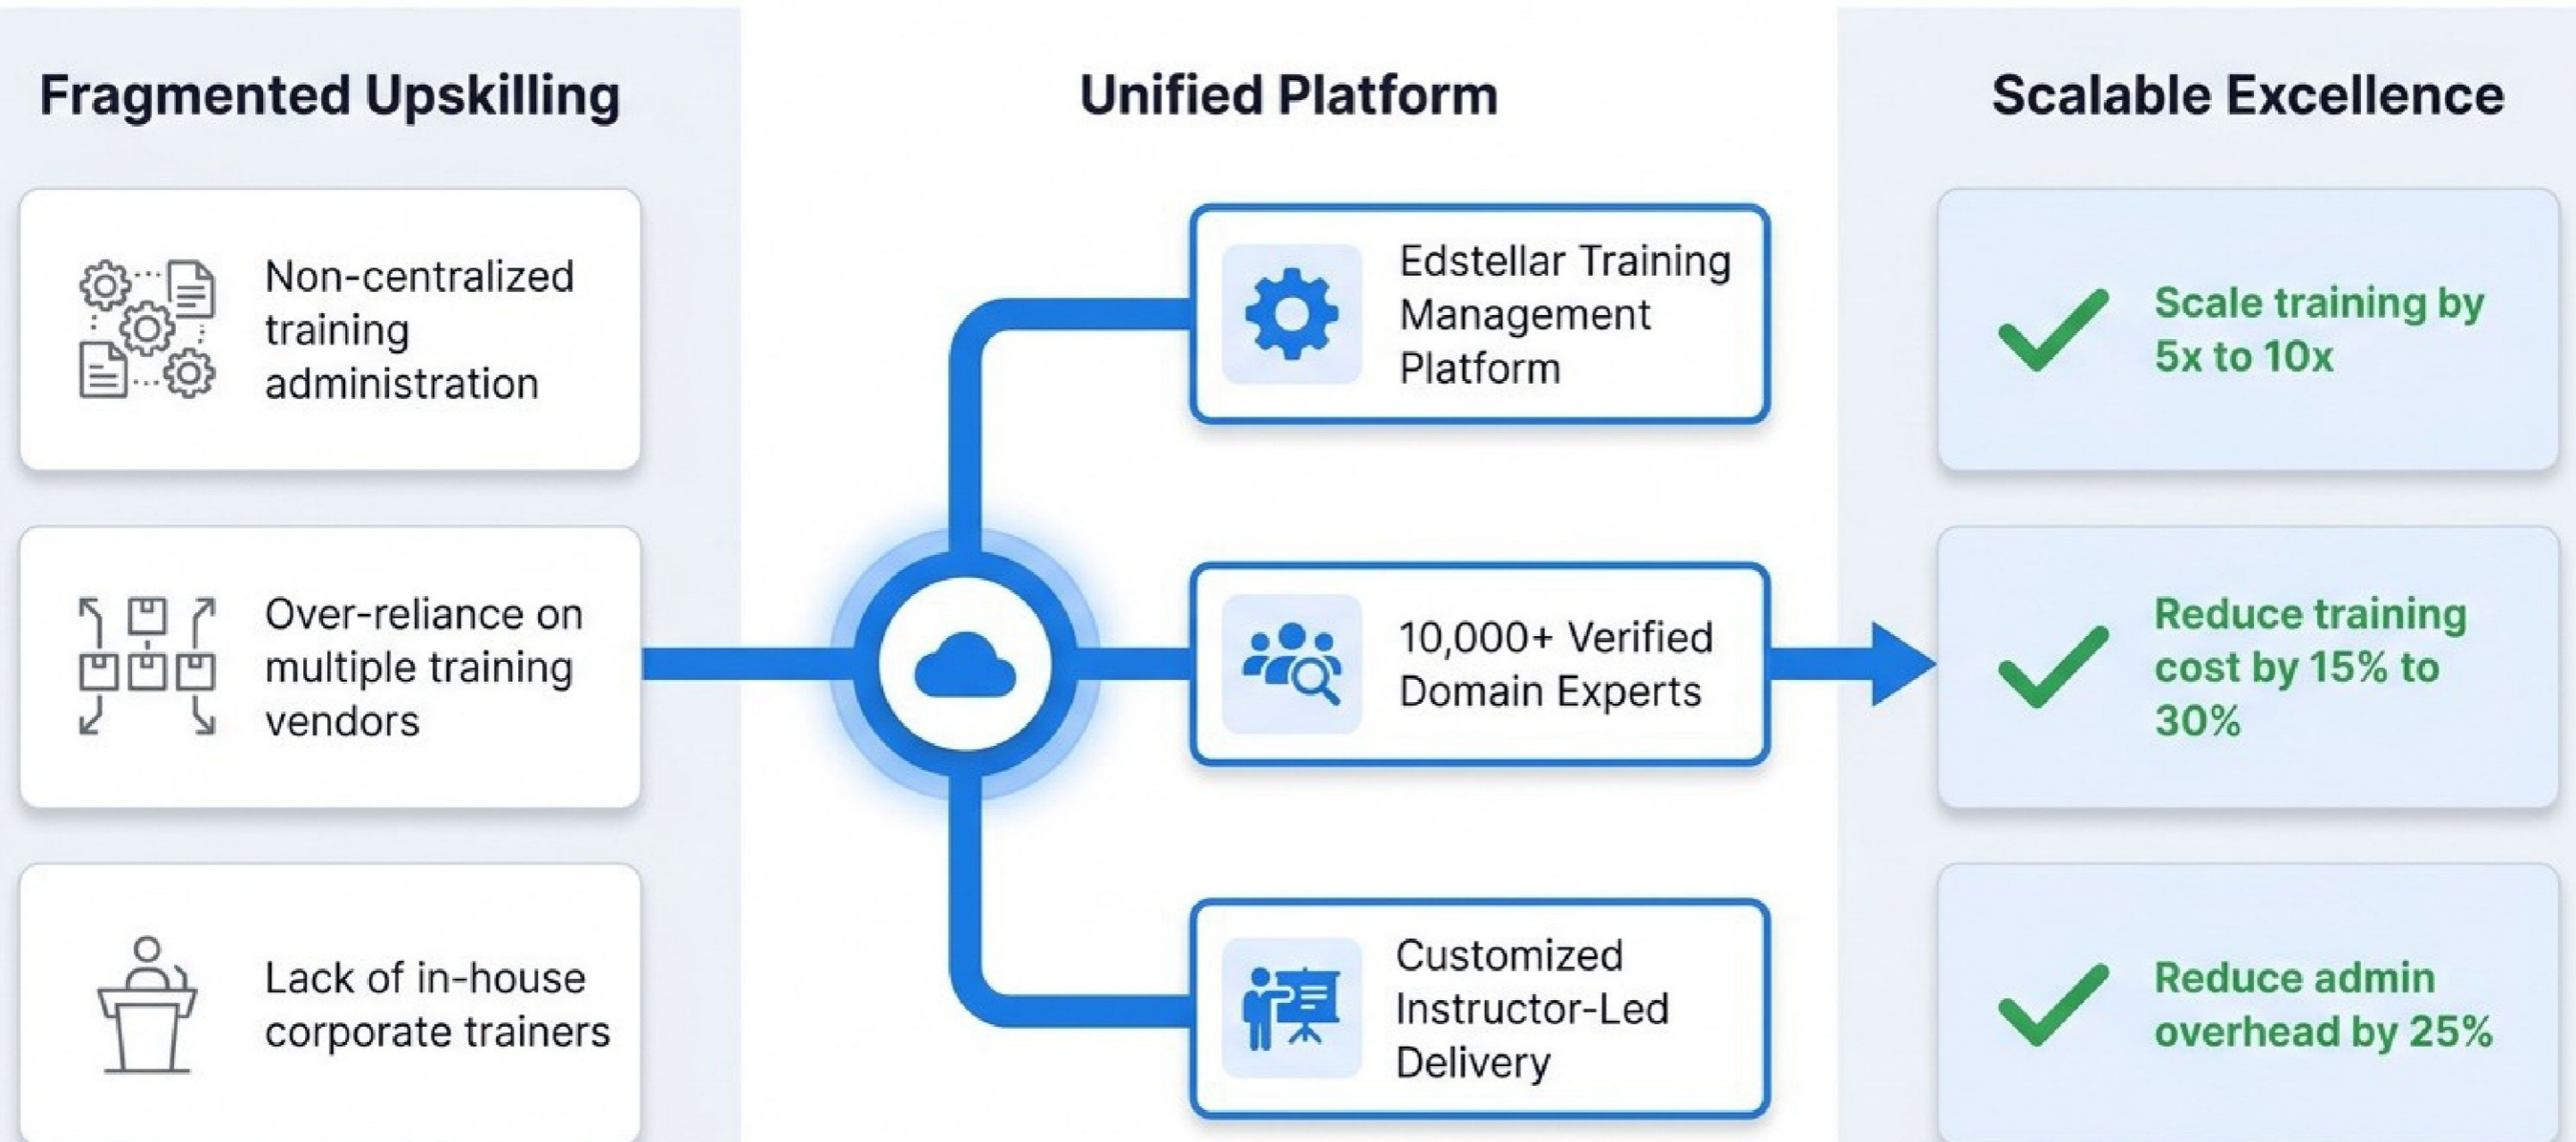 Fragmented Upskilling
Non-centralized
training
administration
Over-reliance on
multiple training
vendors
Lack of in-house
corporate trainers
Unified Platform
Edstellar Training
Management
Platform
10,000+ Verified
Domain Experts
Customized
Instructor-Led
Delivery
Scalable Excellence
Scale training by
5x to 10x
Reduce training
cost by 15% to
30%
Reduce admin
overhead by 25%